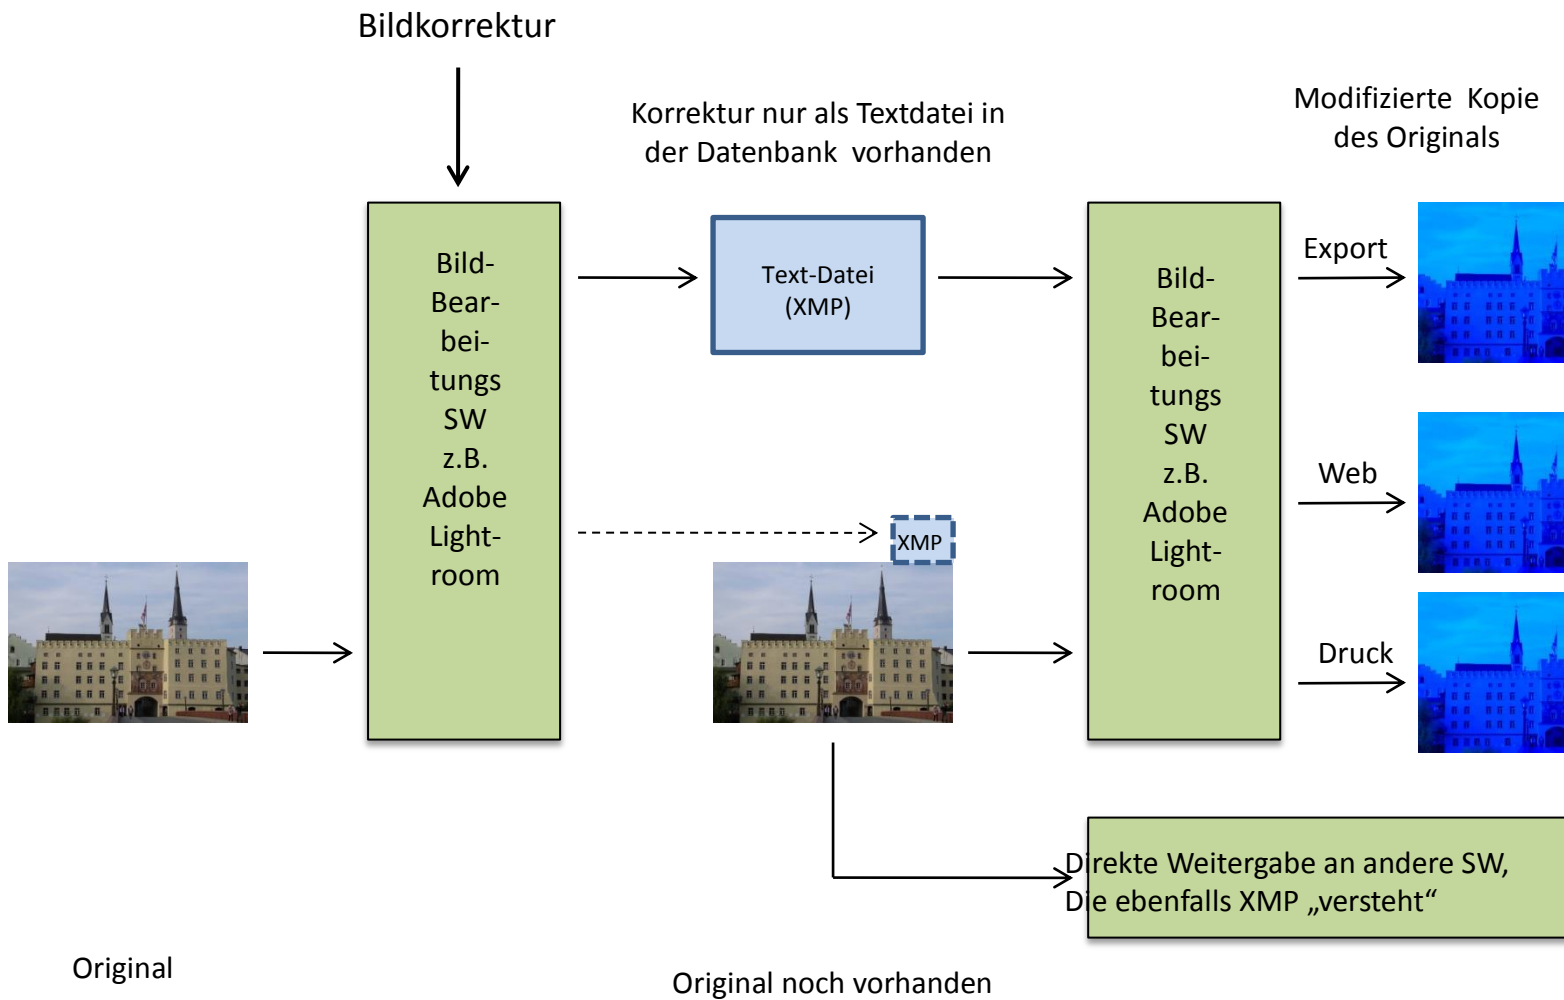 Bildkorrektur
Korrektur nur als Textdatei in
der Datenbank vorhanden
Modifizierte Kopie
des Originals
Bild-
Bear-
bei-
tungs
SW
z.B.
Adobe
Light-
room
Text-Datei
(XMP)
XMP
Bild-
Bear-
bei-
tungs
SW
z.B.
Adobe
Light-
room
Export
Web
Druck
Direkte Weitergabe an andere SW,
Die ebenfalls XMP „versteht“
Original
Original noch vorhanden